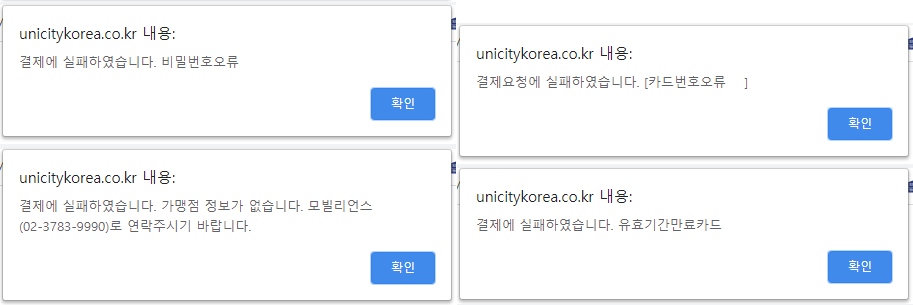 unicitykorea.co.kr 내용:
결제에 실패하였습니다. 비밀번호오류
확인
unicitykorea.co.kr 내용:
결제요청에 실패하였습니다. [카드번호오류 ]
확인
unicitykorea.co.kr 내용:
결제에 실패하였습니다. 가맹점 정보가 없습니다. 모빌리언스
(02-3783-9990)로 연락주시기 바랍니다.
확인
unicitykorea.co.kr 내용:
결제에 실패하였습니다. 유효기간만료카드
확인